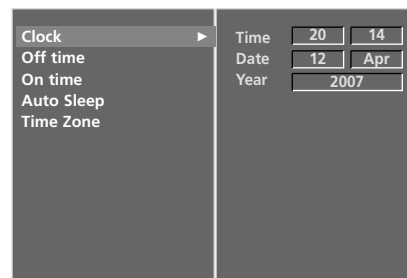 Clock ►
Off time
On time
Auto Sleep
Time Zone
Time 20 14
Date 12 Apr
Year 2007